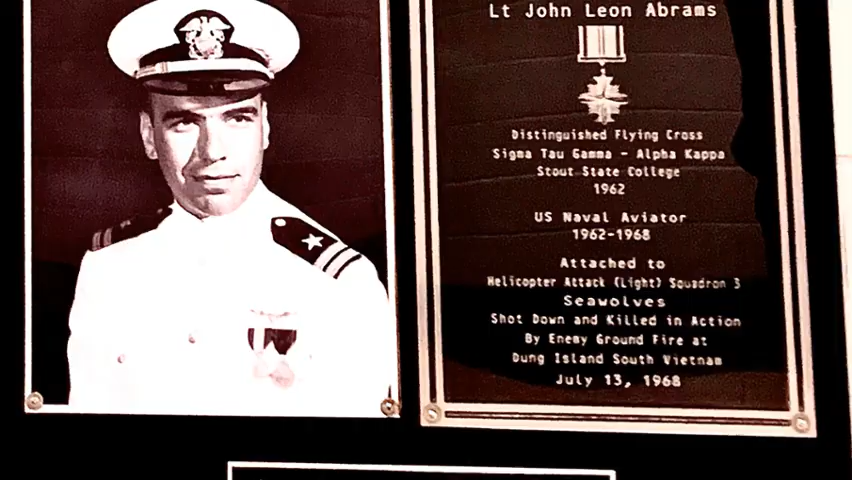 Lt John Leon Abrams
Distinguished Flying Cross
Sigma Tau Gamma - Alpha Kappa
Stout State College
1962
US Naval Aviator
1962-1968
Attached to
Helicopter Attack (Light) Squadron 3
Seawolves
Shot Down and Killed in Action
By Enemy Ground Fire at
Dung Island South Vietnam
July 13, 1968